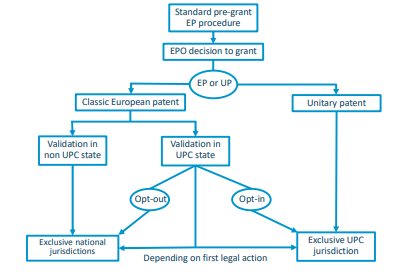 Standard pre-grant
EP procedure
EPO decision to grant
EP or UP
Classic European patent
Unitary patent
Validation in
non UPC state
Validation in
UPC state
Opt-out
Opt-in
Exclusive national
jurisdictions
Depending on first legal action
Exclusive UPC
jurisdiction